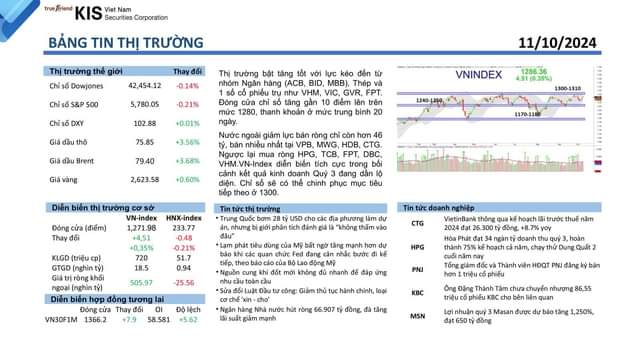 true friend KIS Viet Nam
Securities Corporation
BẢNG TIN THỊ TRƯỜNG
11/10/2024
Thị trường thế giới Thay đổi
Chỉ số Dowjones 42,454.12 -0.14%
Chỉ số S&P 500 5,780.05 -0.21%
Chỉ số DXY 102.88 +0.01%
Giá dầu thô 75.85 +3.56%
Giá dầu Brent 79.40 +3.68%
Giá vàng 2,623.58 +0.60%
Thị trường bật tăng tốt với lực kéo đến từ
nhóm Ngân hàng (ACB, BID, MBB). Thép và
1 số cổ phiếu trụ như VHM, VIC, GVR, FPT.
Đóng cửa chỉ số tăng gần 10 điểm lên trên
mức 1280, thanh khoản ở mức trung bình 20
ngày.
Nước ngoài giảm lực bán ròng chỉ còn hơn 46
tỷ, bán nhiều nhất tại VPB, MWG, HDB, CTG.
Ngược lại mua ròng HPG, TCB, FPT, DBC,
VHM.VN-Index diễn biến tích cực trong bối
cảnh kết quả kinh doanh Quý 3 đang dần lộ
diện. Chỉ số sẽ có thể chinh phục mục tiêu
tiếp theo ở 1300.
VNINDEX
1286.36
4.91 (0.38%)
1300-1310
1240-1250
1170-1180
Diễn biến thị trường cơ sở
VN-index HNX-index
Đóng cửa (điểm) 1,271.98 233.77
Thay đổi +4,51 -0.48
+0,35% -0.21%
KLGD (triệu cp) 720 51.7
GTGD (nghìn tỷ) 18.5 0.94
Giá trị ròng khối
ngoại (nghìn tỉ) 505.97 -25.56
Diễn biến hợp đồng tương lai
Đóng cửa Thay đổi OI Độ lệch
VN30F1M 1366.2 +7.9 58.581 +5.62
Tin tức thị trường
• Trung Quốc bơm 28 tỷ USD cho các địa phương làm dự
án, nhưng bị giới phân tích đánh giá là “không thấm vào
đâu”
• Lạm phát tiêu dùng của Mỹ bất ngờ tăng mạnh hơn dự
báo khi các quan chức Fed đang cân nhắc bước đi kế
tiếp, theo báo cáo của Bộ Lao động Mỹ
• Nguồn cung khí đốt mới không đủ nhanh để đáp ứng
nhu cầu toàn cầu
• Sửa đổi Luật Đầu tư công: Giảm thủ tục hành chính, loại
cơ chế ‘xin - cho’
• Ngân hàng Nhà nước hút ròng 66.907 tỷ đồng, đà tăng
lãi suất giảm mạnh
Tin tức doanh nghiệp
CTG VietinBank thông qua kế hoạch lãi trước thuế năm
2024 đạt 26.300 tỷ đồng, +8.7% yoy
HPG Hòa Phát đạt 34 ngàn tỷ doanh thu quý 3, hoàn
thành 75% kế hoạch cả năm, chạy thử Dung Quất 2
cuối năm nay
PNJ Tổng giám đốc và Thành viên HĐQT PNJ đăng ký bán
hơn 1 triệu cổ phiếu
KBC Ông Đặng Thành Tâm chưa chuyển nhượng 86,55
triệu cổ phiếu KBC cho bên liên quan
MSN Lợi nhuận quý 3 Masan được dự báo tăng 1,250%,
đạt 650 tỷ đồng